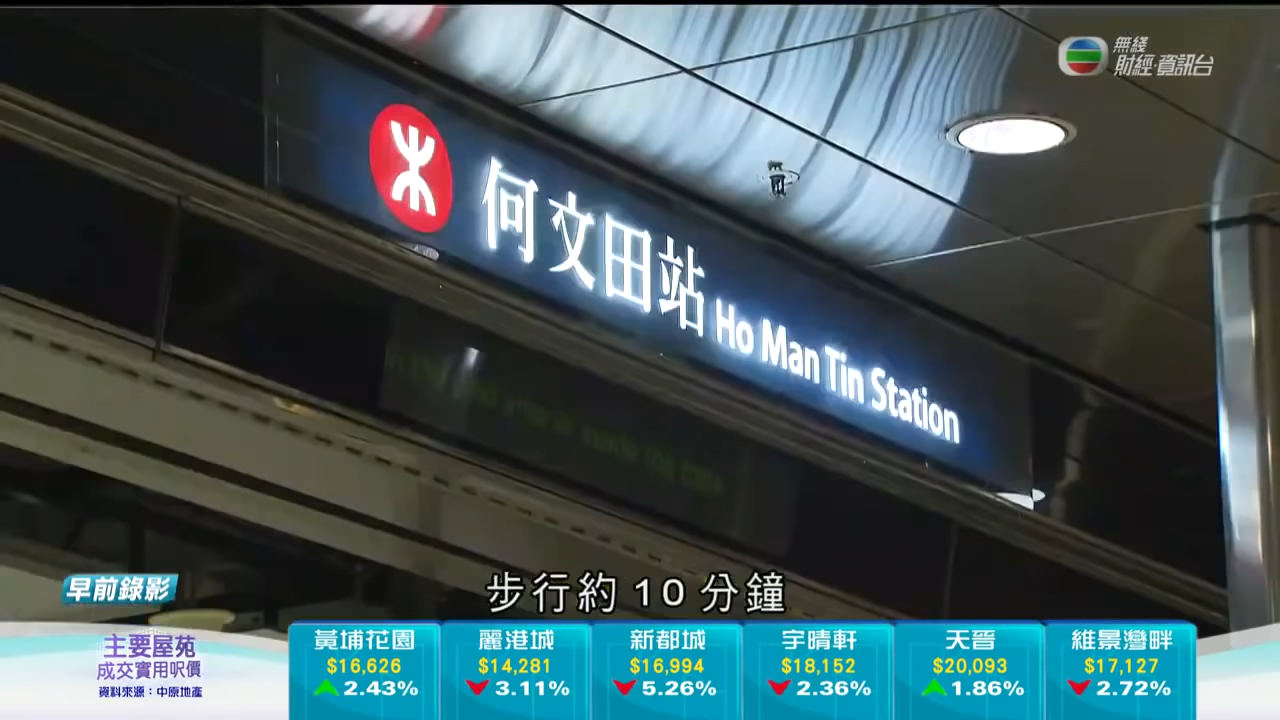 無綫
財經·資訊台
何文田站 Ho Man Tin Station
步行約10分鐘
早前錄影
主要屋苑
成交實用呎價
資料來源：中原地產
黃埔花園
$16,626
2.43%
麗港城
$14,281
3.11%
新都城
$16,994
5.26%
宇晴軒
$18,152
2.36%
天晉
$20,093
1.86%
維景灣畔
$17,127
2.72%